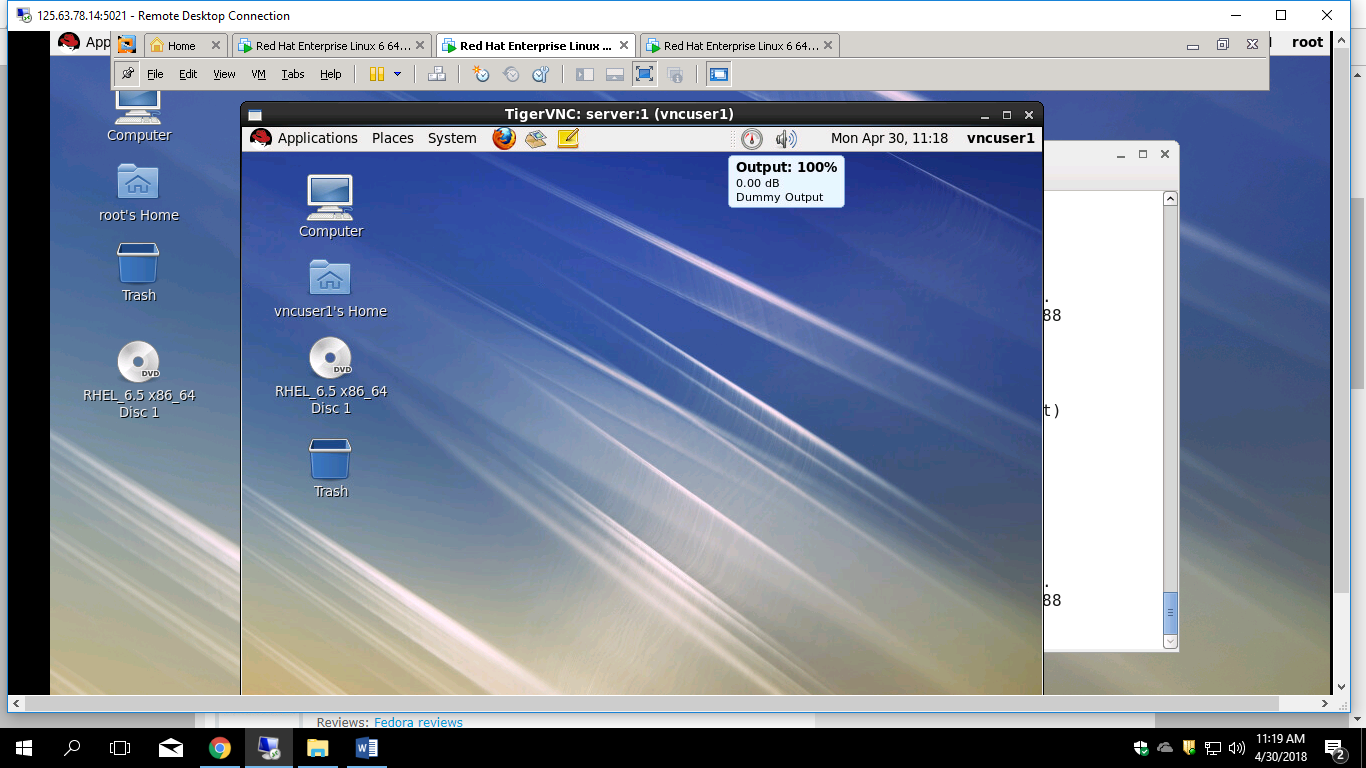 125.63.78.14:5021 - Remote Desktop Connection
App
Home
Red Hat Enterprise Linux 6 64...
Red Hat Enterprise Linux ...
Red Hat Enterprise Linux 6 64...
root
File Edit View VM Tabs Help
Computer
root's Home
Trash
DVD
RHEL_6.5 x86_64
Disc 1
TigerVNC: server:1 (vncuser1)
Applications Places System
Mon Apr 30, 11:18 vncuser1
Output: 100%
0.00 dB
Dummy Output
Computer
vncuser1's Home
DVD
RHEL_6.5 x86_64
Disc 1
Trash
.
88
t)
.
88
Reviews: Fedora reviews
11:19 AM
4/30/2018
2